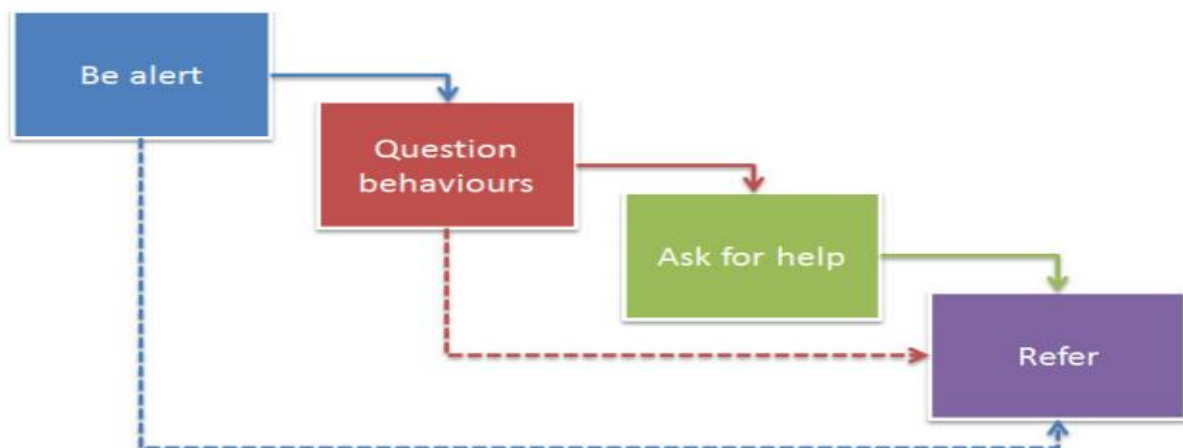 Be alert
Question
behaviours
Ask for help
Refer